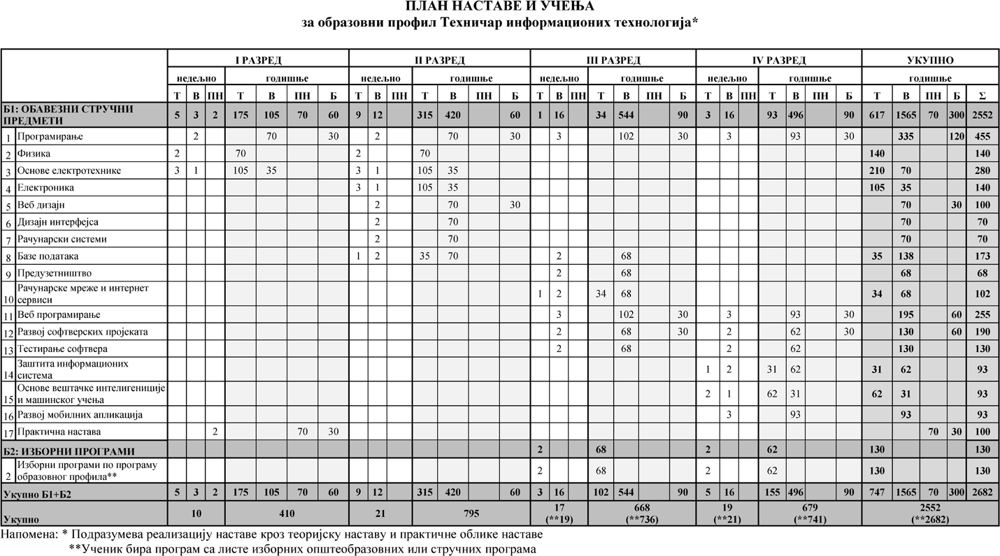 ПЛАН НАСТАВЕ И УЧЕЊА
за образовни профил Техничар информационих технологија*
I РАЗРЕД II РАЗРЕД III РАЗРЕД IV РАЗРЕД УКУПНО
недељно годишње недељно годишње недељно годишње недељно годишње годишње
Т В ПН Т В ПН Б Т В ПН Т В ПН Б Т В ПН Т В ПН Б Т В ПН Т В ПН Б Т В ПН Б Σ
Б1: ОБАВЕЗНИ СТРУЧНИ
ПРЕДМЕТИ 5 3 2 175 105 70 60 9 12 315 420 60 1 16 34 544 90 3 16 93 496 90 617 1565 70 300 2552
1 Програмирање 2 70 30 2 70 30 3 102 30 3 93 30 335 120 455
2 Физика 2 70 2 70 140 140
3 Основе електротехнике 3 1 105 35 3 1 105 35 210 70 280
4 Електроника 3 1 105 35 105 35 140
5 Веб дизајн 2 70 30 70 30 100
6 Дизајн интерфејса 2 70 70 70
7 Рачунарски системи 2 70 70 70
8 Базе података 1 2 35 70 2 68 35 138 173
9 Предузетништво 2 68 68 68
Рачунарске мреже и интернет
10 сервиси 1 2 34 68 34 68 102
11 Веб програмирање 3 102 30 3 93 30 195 60 255
12 Развој софтверских пројеката 2 68 30 2 62 30 130 60 190
13 Тестирање софтвера 2 68 2 62 130 130
Заштита информационих
14 система 1 2 31 62 31 62 93
Основе вештачке интелигениције
15 и машинског учења 2 1 62 31 62 31 93
16 Развој мобилних апликација 3 93 93 93
17 Практична настава 2 70 30 70 30 100
Б2: ИЗБОРНИ ПРОГРАМИ 2 68 2 62 130 130
Изборни програми по програму
2 образовног профила** 2 68 2 62 130 130
Укупно Б1+Б2 5 3 2 175 105 70 60 9 12 315 420 60 3 16 102 544 90 5 16 155 496 90 747 1565 70 300 2682
Укупно 10 410 21 795 17 668 19 679 2552
(**19) (**736) (**21) (**741) (**2682)
Напомена: * Подразумева реализацију наставе кроз теоријску наставу и практичне облике наставе
**Ученик бира програм са листе изборних општеобразовних или стручних програма